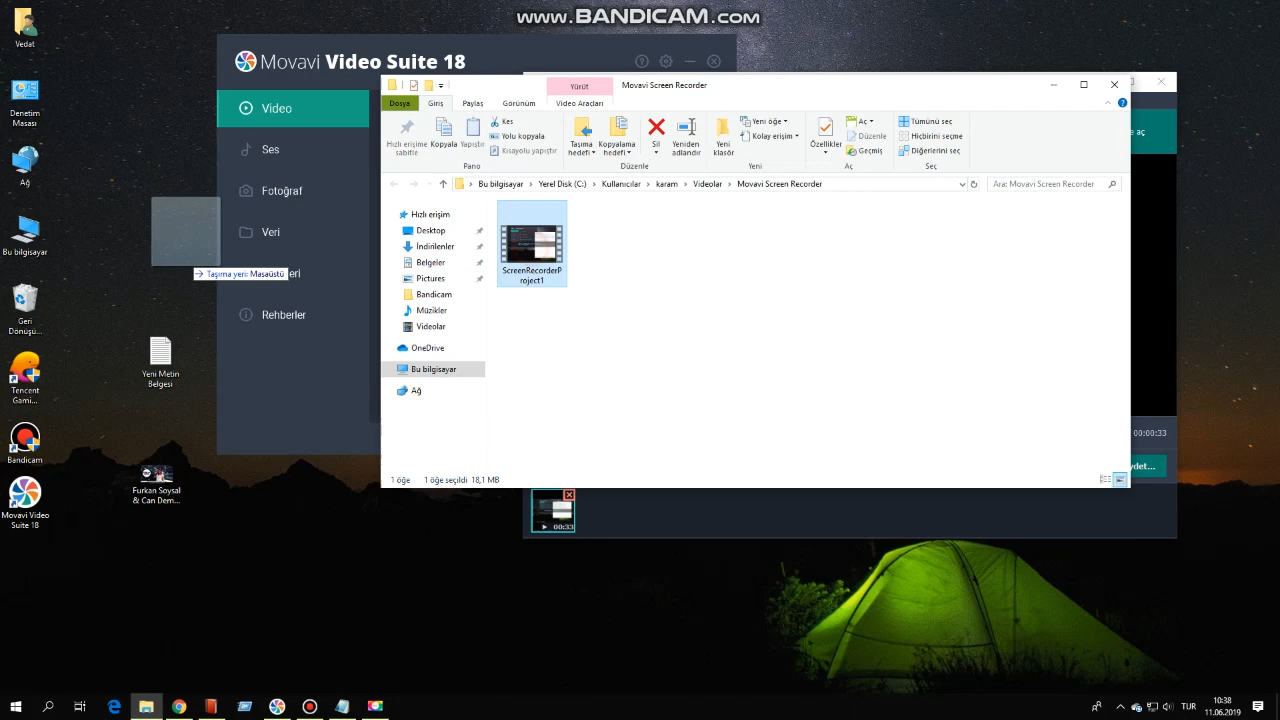 www.BANDICAM.com
Vedat
Denetim
Masası
Bu bilgisayar
Geri
Dönüşü...
Tencent
Gami...
Bandicam
Movavi Video
Suite 18
Yeni Metin
Belgesi
Furkan Soysal
& Can Dem...
Movavi Video Suite 18
Video
Ses
Fotoğraf
Veri
eri
Rehberler
Taşıma yeri: Masaüstü
Yürüt
Movavi Screen Recorder
Dosya
Giriş
Paylaş
Görünüm
Video Araçları
Hızlı erişime
sabitle
Kopyala
Yapıştır
Kes
Yolu kopyala
Kısayolu yapıştır
Pano
Taşıma
hedefi
Kopyalama
hedefi
Sil
Yeniden
adlandır
Düzenle
Yeni
klasör
Yeni öğe
Kolay erişim
Yeni
Özellikler
Aç
Düzenle
Geçmiş
Aç
Tümünü seç
Hiçbirini seçme
Diğerlerini seç
Seç
Bu bilgisayar
Yerel Disk (C:)
Kullanıcılar
karam
Videolar
Movavi Screen Recorder
Ara: Movavi Screen Recorder
Hızlı erişim
Desktop
İndirilenler
Belgeler
Pictures
Bandicam
Müzikler
Videolar
OneDrive
Bu bilgisayar
Ağ
ScreenRecorderP
roject1
1 öğe
1 öğe seçildi 18,1 MB
e aç
00:00:33
ydet...
00:33
TUR
10:38
11.06.2019